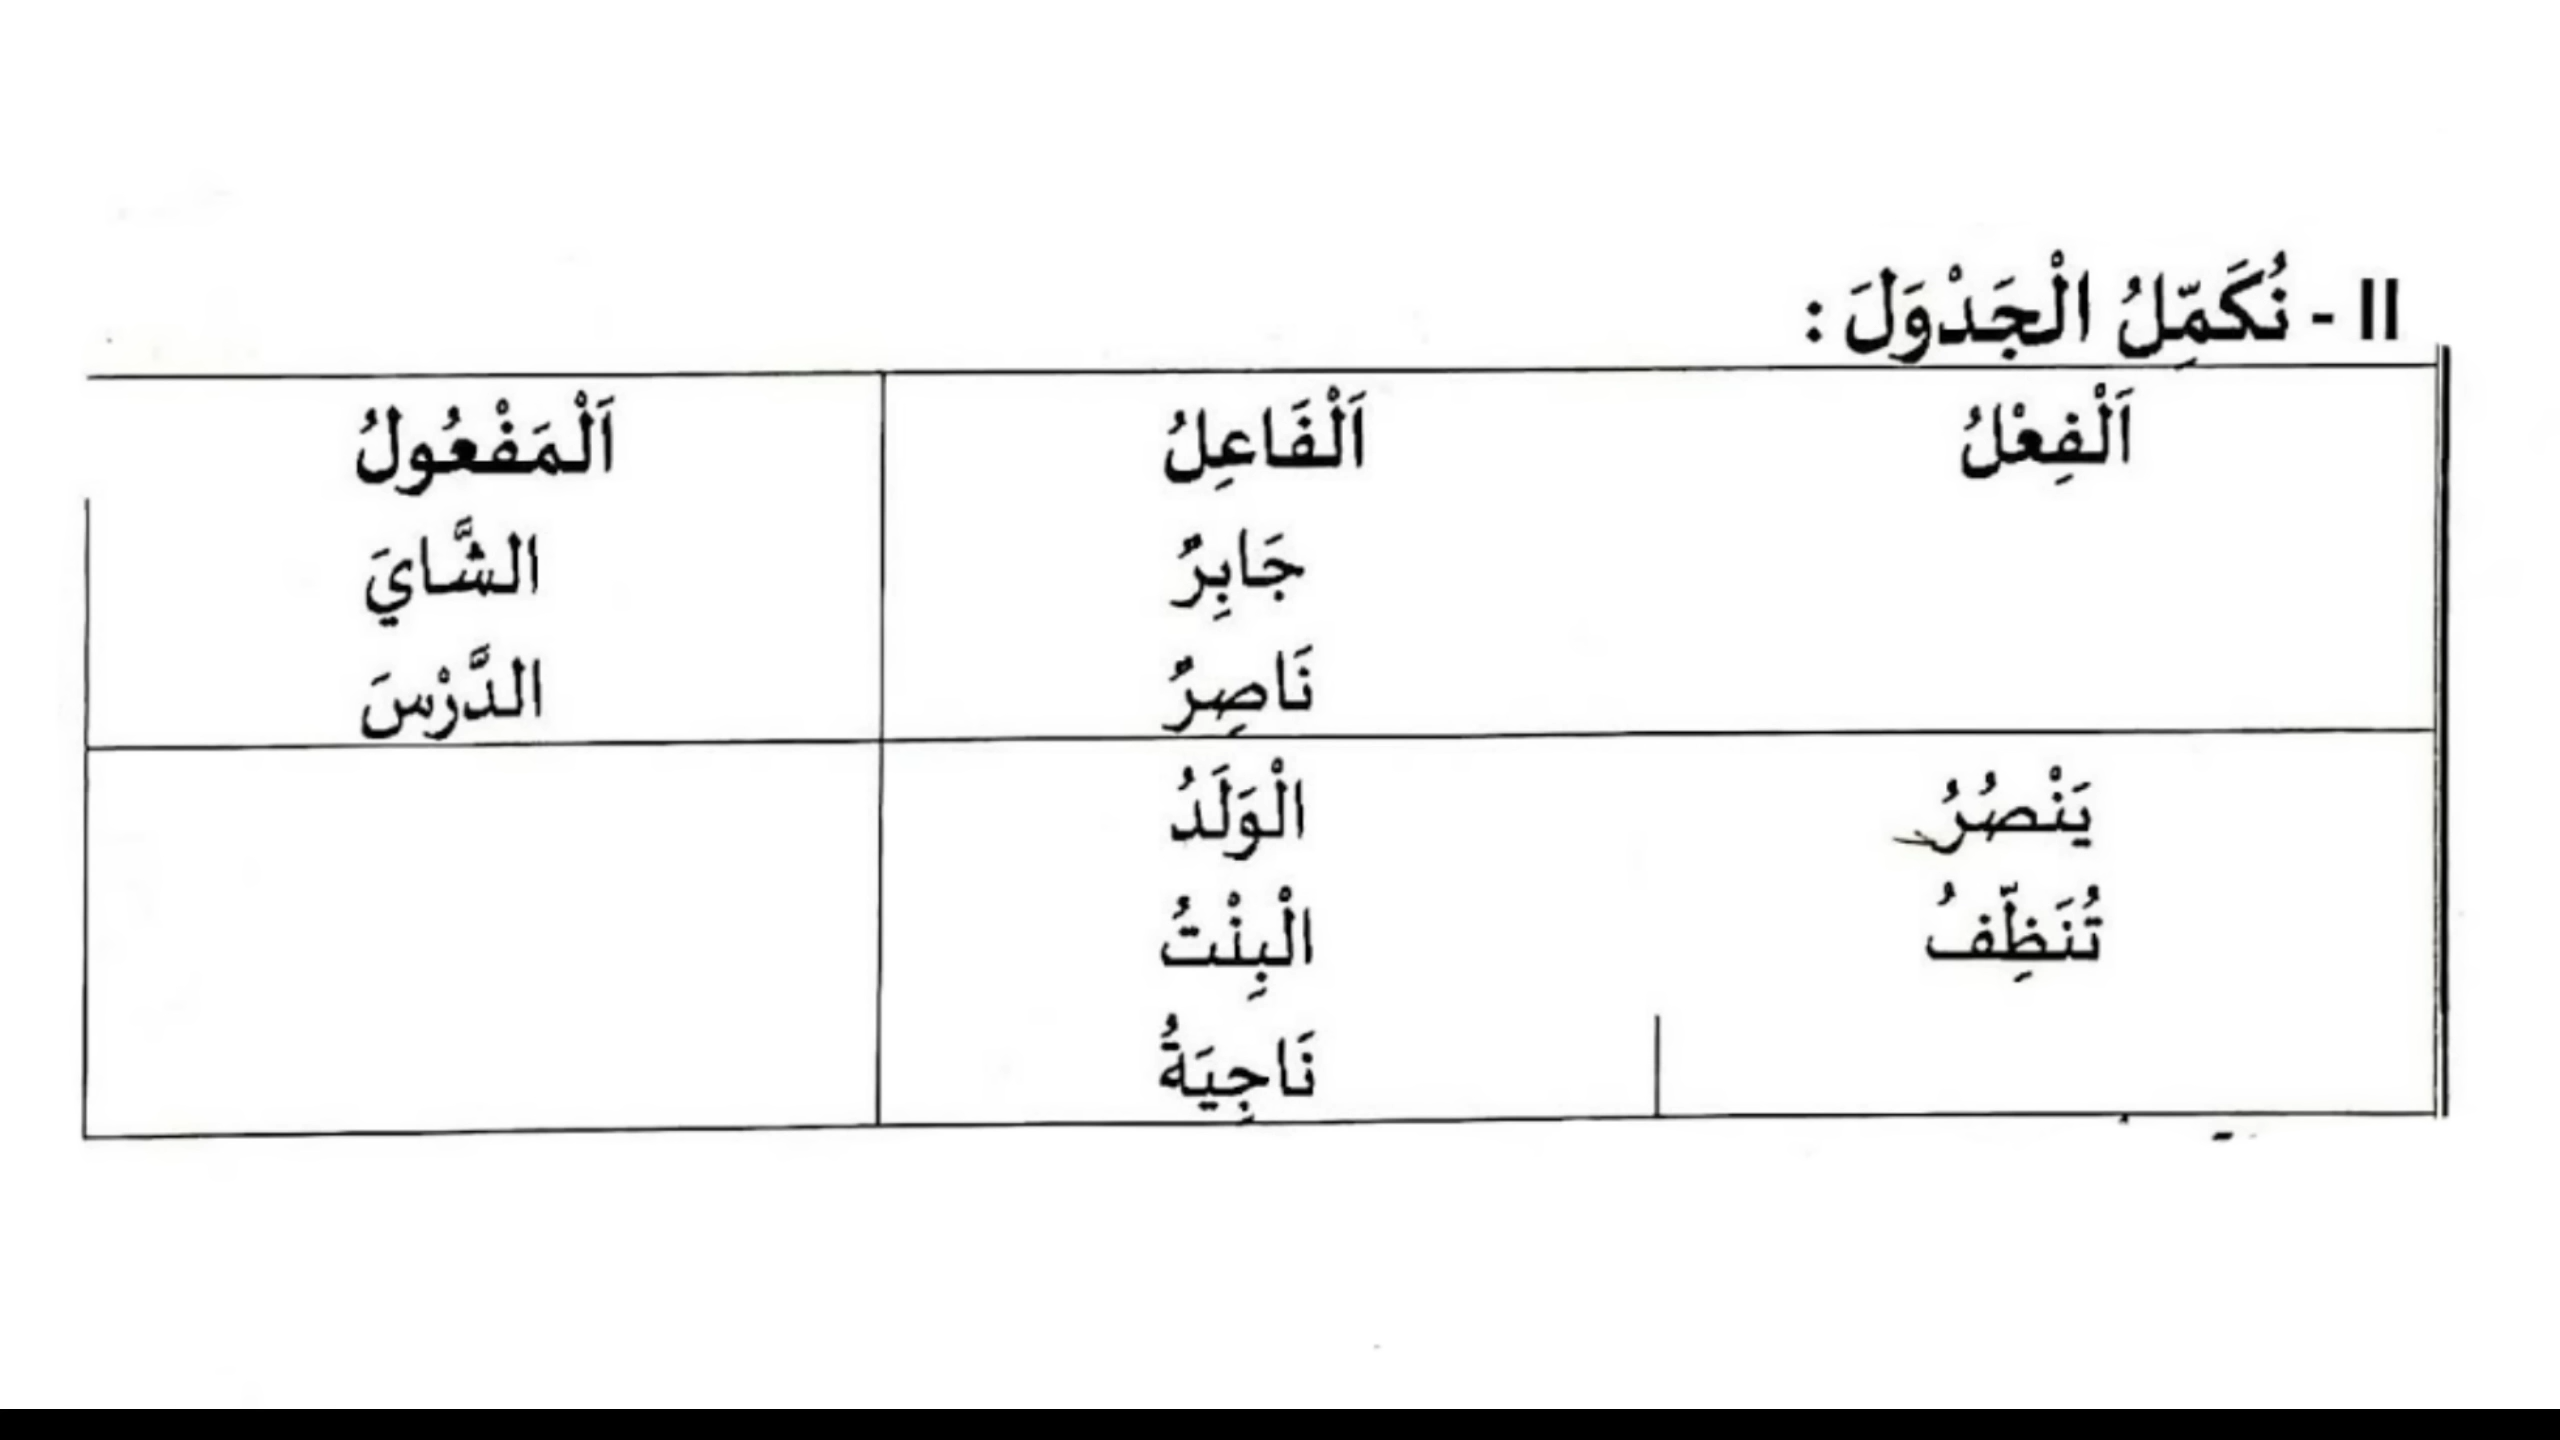 II - نُكَمِّلُ الْجَدْوَلَ :
اَلْفِعْلُ اَلْفَاعِلُ اَلْمَفْعُولُ
جَابِرٌ الشَّايَ
نَاصِرٌ الدَّرْسَ
يَنْصُرُ الْوَلَدُ
تُنَظِّفُ الْبِنْتُ
نَاجِيَةُ